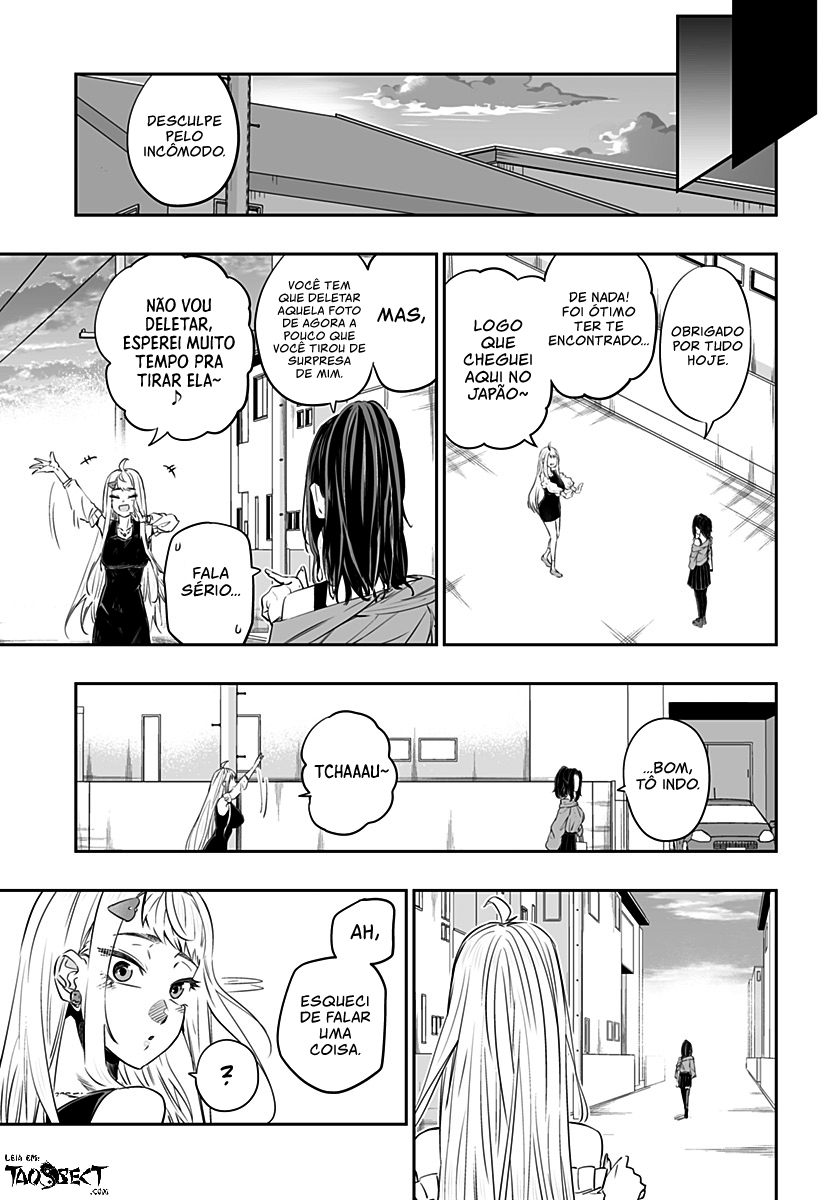 DESCULPE
PELO
INCÔMODO.
OBRIGADO
POR TUDO
HOJE.
DE NADA!
FOI ÓTIMO
TER TE
ENCONTRADO...
LOGO
QUE
CHEGUEI
AQUI NO
JAPÃO~
MAS,
VOCÊ TEM
QUE DELETAR
AQUELA FOTO
DE AGORA A
POUCO QUE
VOCÊ TIROU DE
SURPRESA
DE MIM.
NÃO VOU
DELETAR,
ESPEREI MUITO
TEMPO PRA
TIRAR ELA~
♪
FALA
SÉRIO...
...BOM,
TÔ INDO.
TCHAAAU~
AH,
ESQUECI
DE FALAR
UMA
COISA.
?
LEIA EM:
TAOSECT
.COM